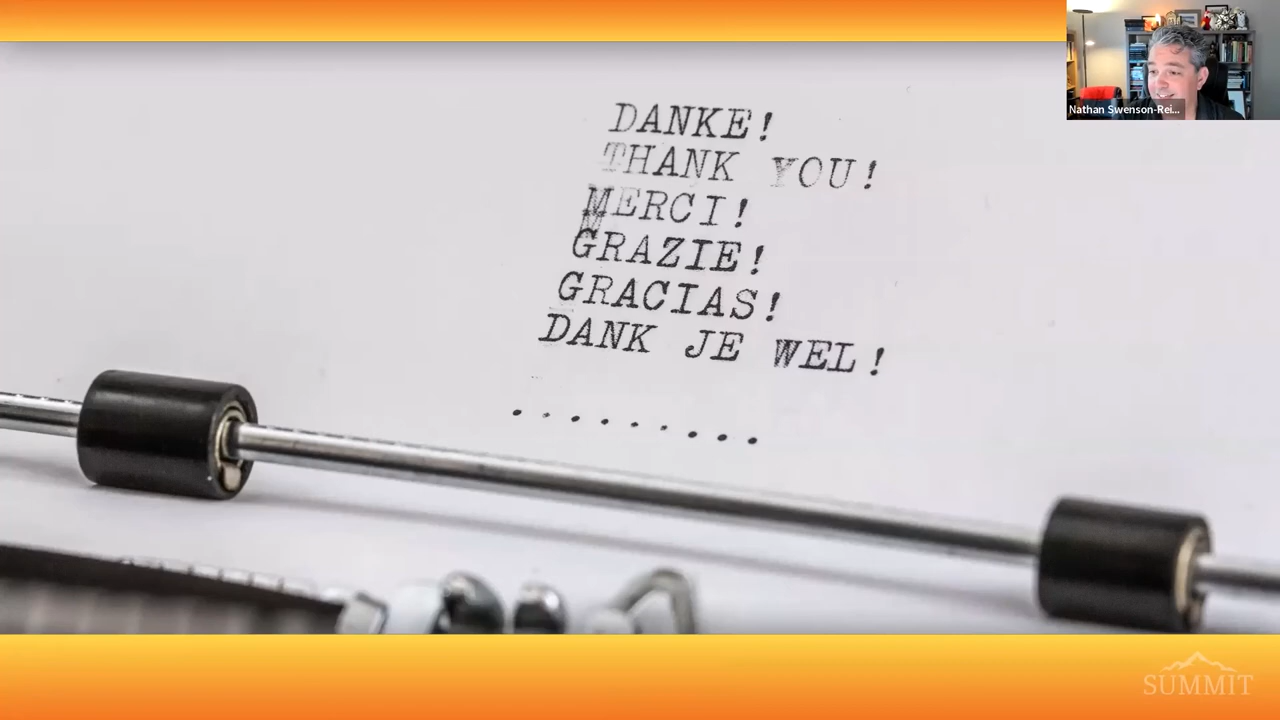 DANKE!
THANK YOU!
MERCI!
GRAZIE!
GRACIAS!
DANK JE WEL!
.........
Nathan Swenson-Rei...
SUMMIT